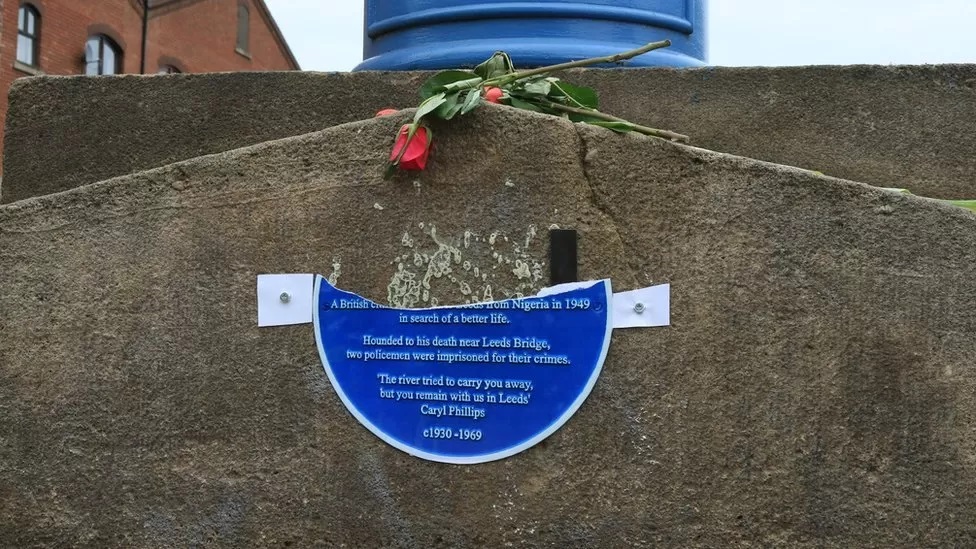 A British from Nigeria in 1949
in search of a better life.
Hounded to his death near Leeds Bridge,
two policemen were imprisoned for their crimes.
'The river tried to carry you away,
but you remain with us in Leeds'
Caryl Phillips
c1930-1969